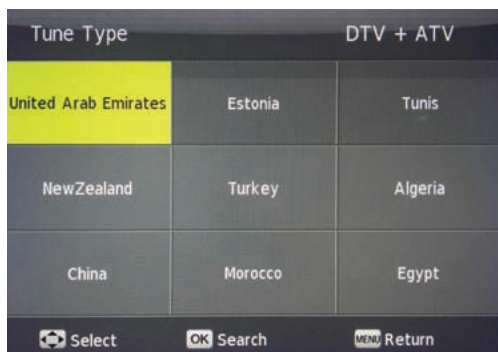 Tune Type DTV + ATV
United Arab Emirates Estonia Tunis
NewZealand Turkey Algeria
China Morocco Egypt
Select OK Search MENU Return